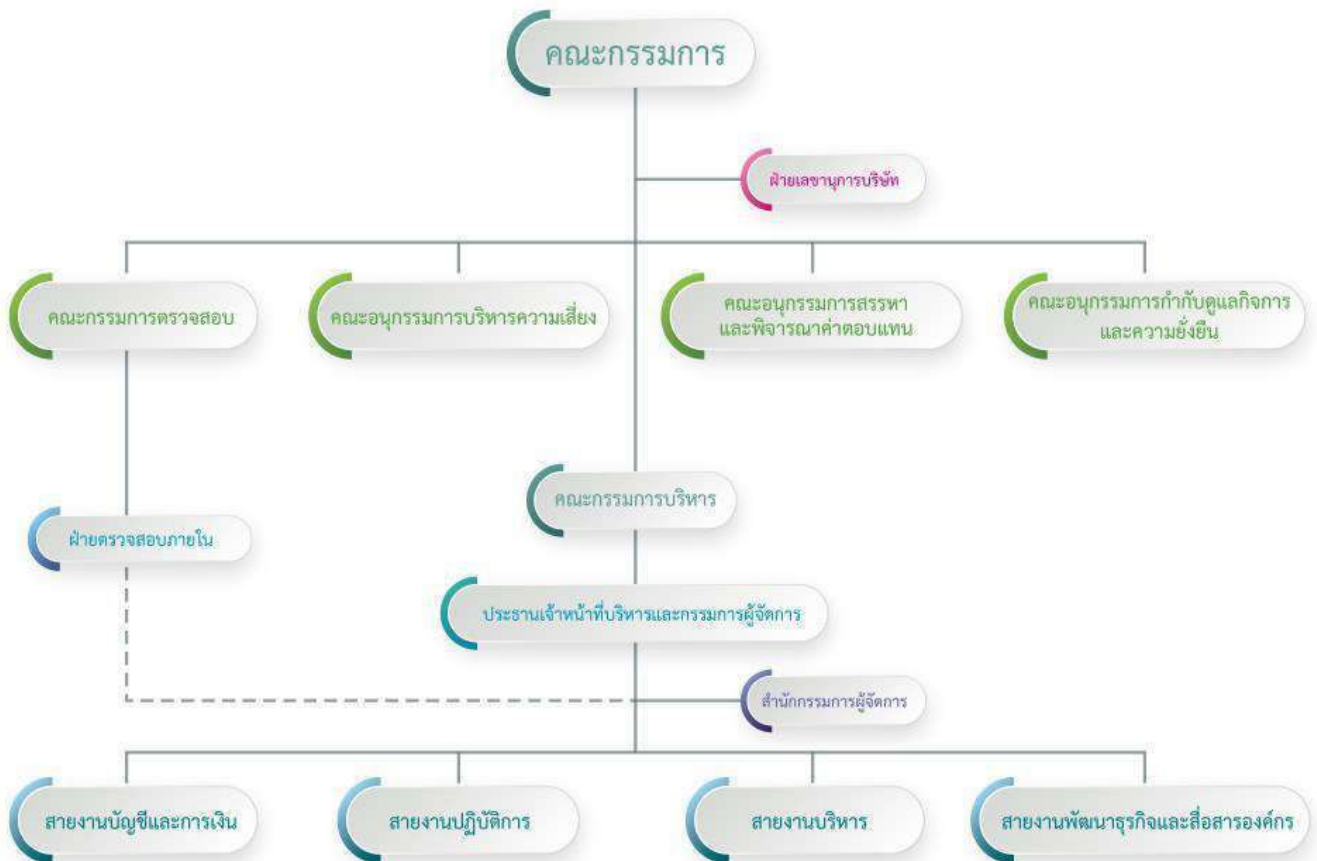 คณะกรรมการ
ฝ่ายเลขานุการบริษัท
คณะกรรมการตรวจสอบ
คณะอนุกรรมการบริหารความเสี่ยง
คณะอนุกรรมการสรรหา
และพิจารณาค่าตอบแทน
คณะอนุกรรมการกำกับดูแลกิจการ
และความยั่งยืน
คณะกรรมการบริหาร
ฝ่ายตรวจสอบภายใน
ประธานเจ้าหน้าที่บริหารและกรรมการผู้จัดการ
สำนักกรรมการผู้จัดการ
สายงานบัญชีและการเงิน
สายงานปฏิบัติการ
สายงานบริหาร
สายงานพัฒนาธุรกิจและสื่อสารองค์กร